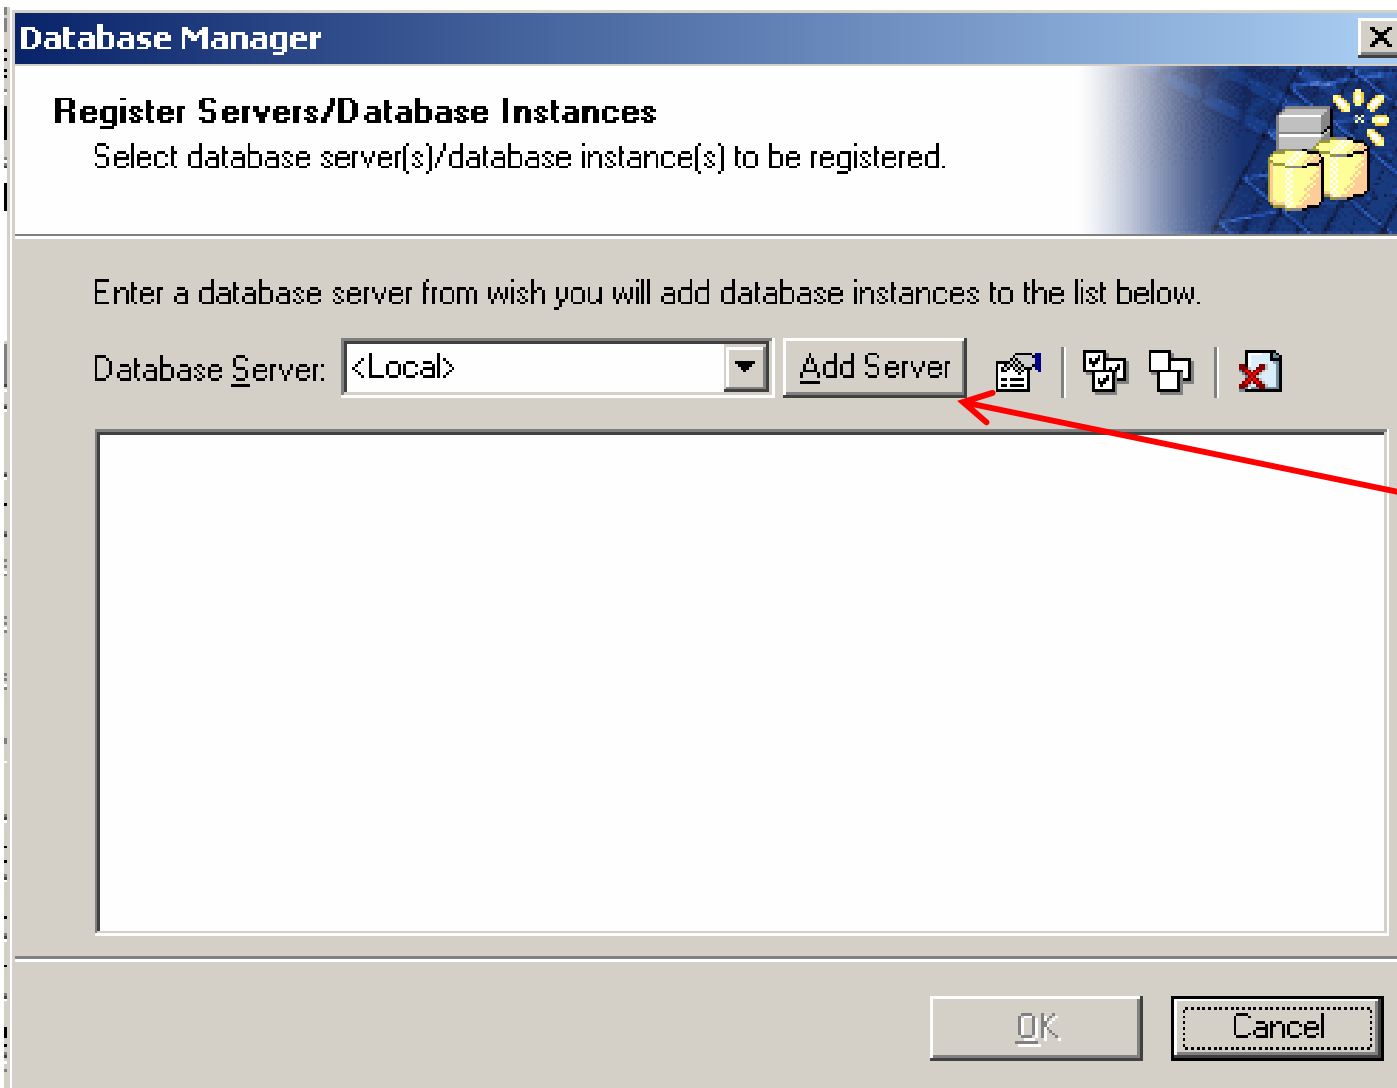 Database Manager
Register Servers/Database Instances
Select database server(s)/database instance(s) to be registered.
Enter a database server from wish you will add database instances to the list below.
Database Server: <Local> Add Server
OK Cancel